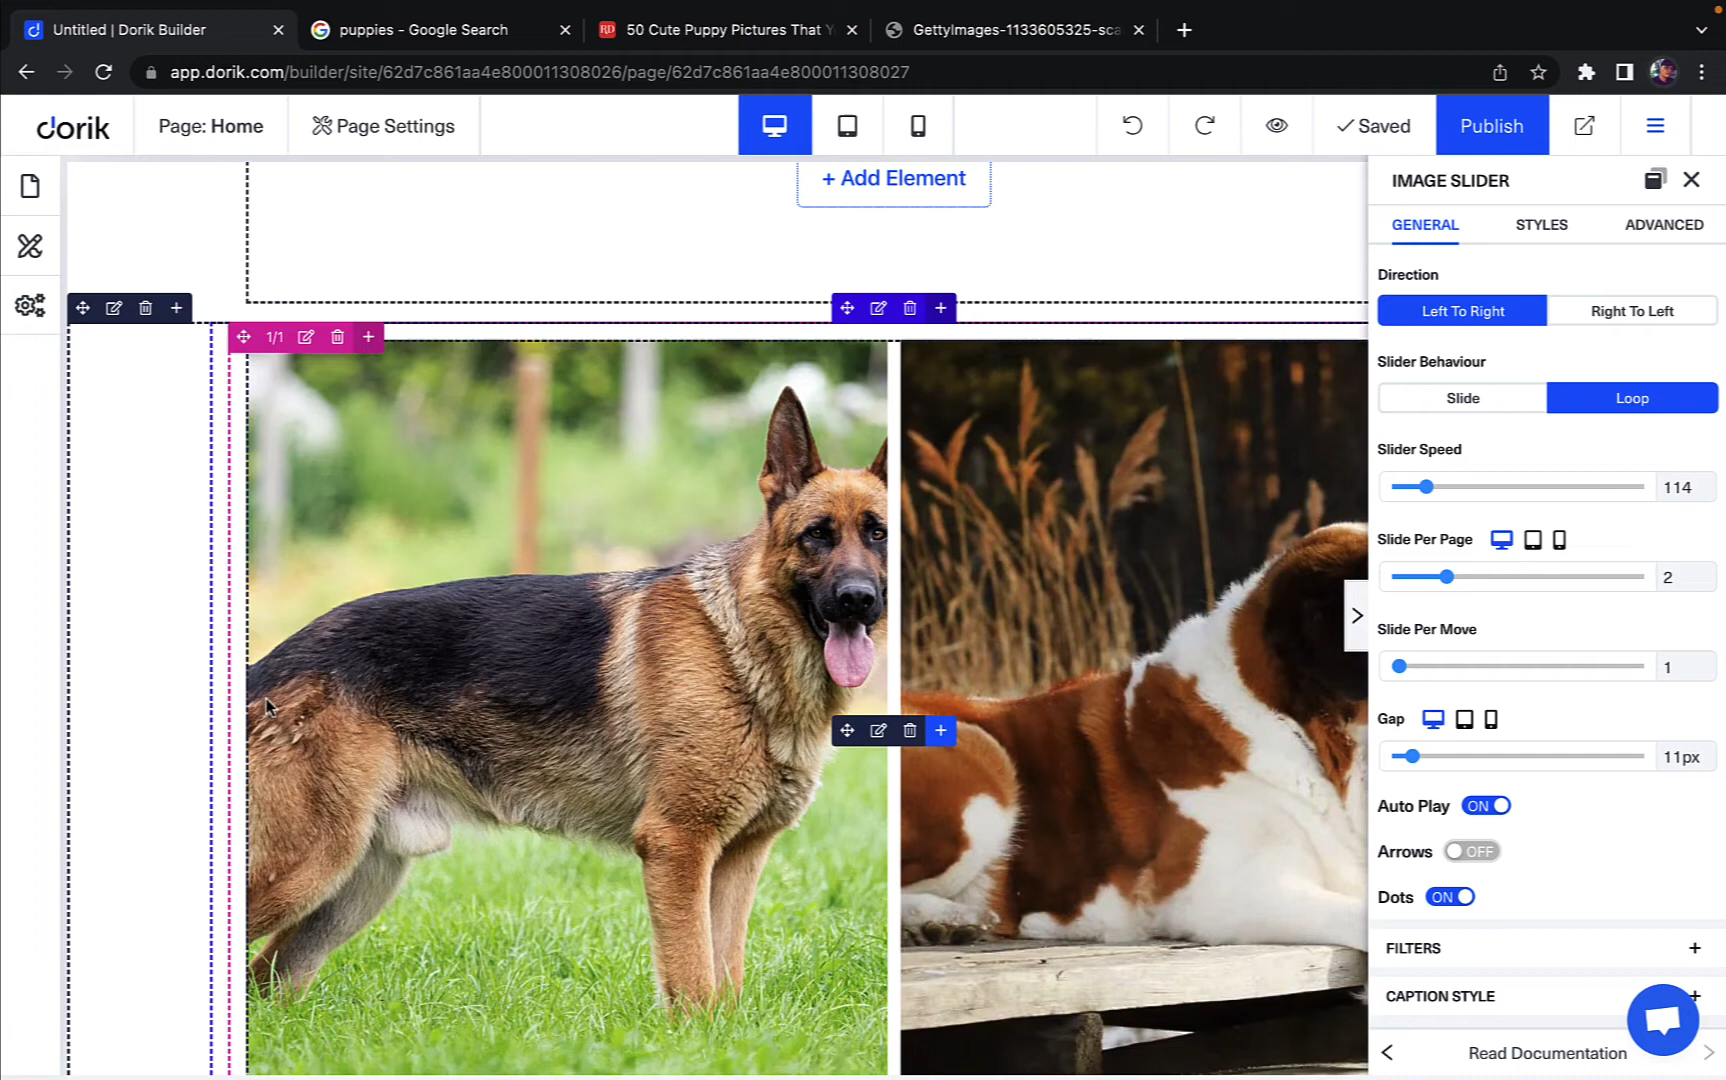 Untitled | Dorik Builder
puppies - Google Search
RD
50 Cute Puppy Pictures That Y
GettyImages-1133605325-sca
app.dorik.com/builder/site/62d7c861aa4e800011308026/page/62d7c861aa4e800011308027
dorik
Page: Home
Page Settings
Saved
Publish
+ Add Element
IMAGE SLIDER
GENERAL
STYLES
ADVANCED
Direction
Left To Right
Right To Left
1/1
Slider Behaviour
Slide
Loop
Slider Speed
114
Slide Per Page
2
Slide Per Move
1
Gap
11px
Auto Play
ON
Arrows
OFF
Dots
ON
FILTERS
CAPTION STYLE
Read Documentation